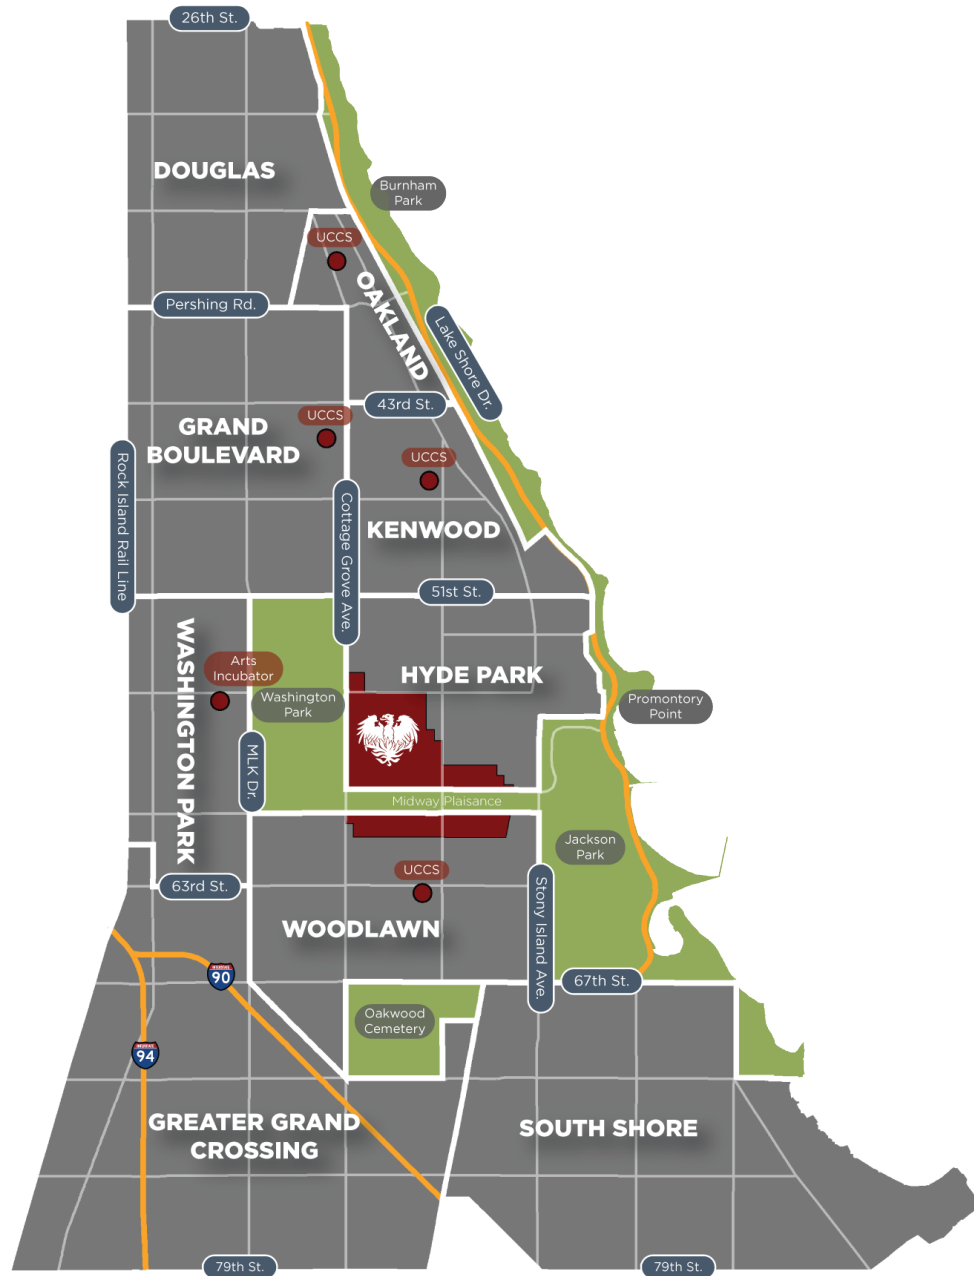 26th St.
DOUGLAS
Burnham
Park
UCCS
OAKLAND
Pershing Rd.
Lake Shore Dr.
43rd St.
UCCS
GRAND
BOULEVARD
UCCS
Rock Island Rail Line
Cottage Grove Ave.
KENWOOD
51st St.
WASHINGTON PARK
Arts
Incubator
Washington
Park
HYDE PARK
Promontory
Point
MLK Dr.
Midway Plaisance
Jackson
Park
UCCS
63rd St.
Stony Island Ave.
WOODLAWN
90
67th St.
Oakwood
Cemetery
94
GREATER GRAND
CROSSING
SOUTH SHORE
79th St.
79th St.